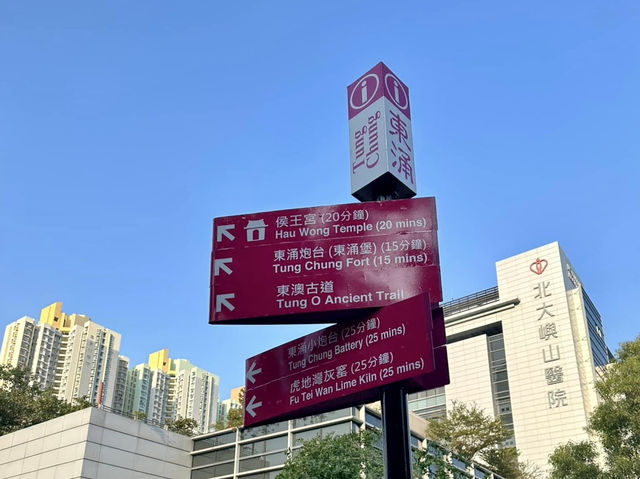 Tung Chung
東涌
侯王宮 (20分鐘)
Hau Wong Temple (20 mins)
東涌炮台 (東涌堡) (15分鐘)
Tung Chung Fort (15 mins)
東澳古道
Tung O Ancient Trail
東涌小炮台 (25分鐘)
Tung Chung Battery (25 mins)
虎地灣灰窰 (25分鐘)
Fu Tei Wan Lime Kiln (25 mins)
北大嶼山醫院